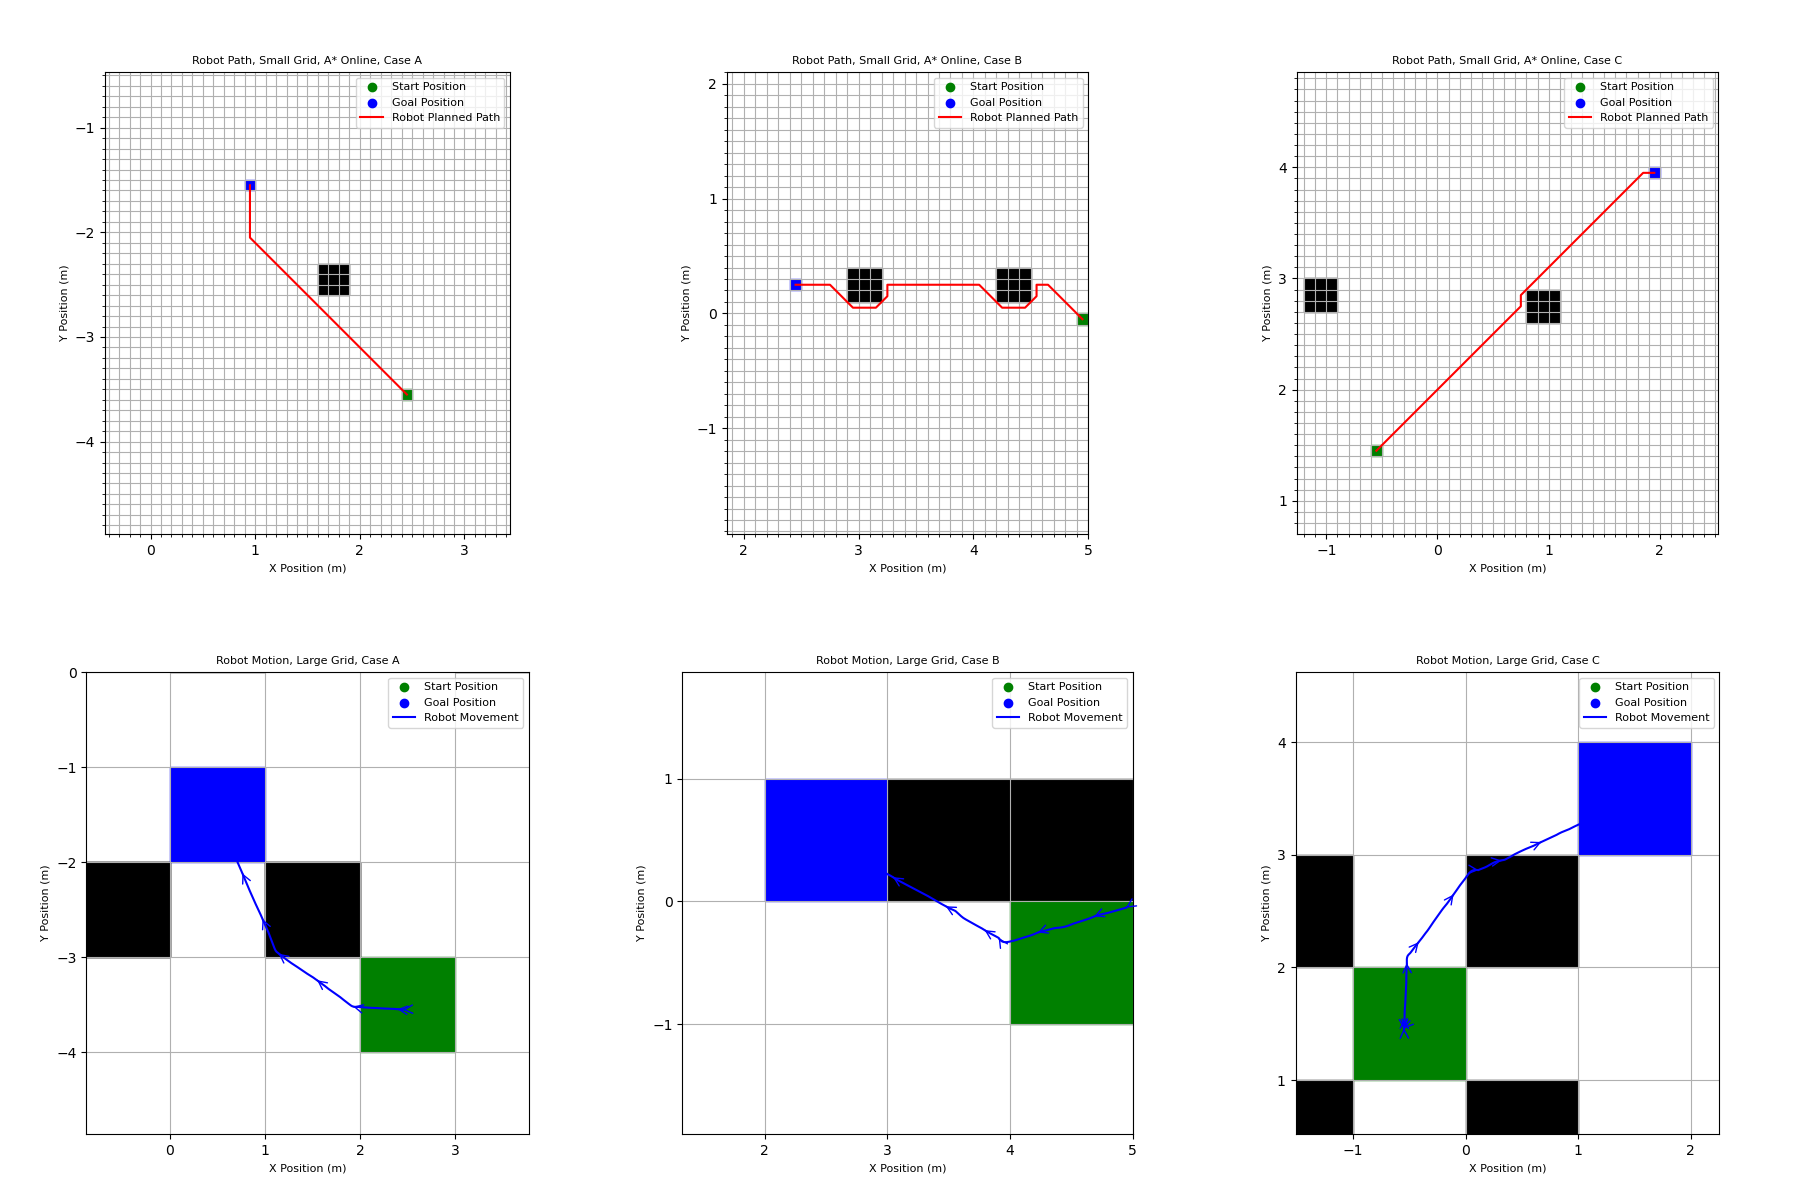 Robot Path, Small Grid, A* Online, Case A
Start Position
Goal Position
Robot Planned Path
Y Position (m)
−1
−2
−3
−4
0 1 2 3
X Position (m)
Robot Path, Small Grid, A* Online, Case B
Start Position
Goal Position
Robot Planned Path
Y Position (m)
2
1
0
−1
2 3 4 5
X Position (m)
Robot Path, Small Grid, A* Online, Case C
Start Position
Goal Position
Robot Planned Path
Y Position (m)
4
3
2
1
−1 0 1 2
X Position (m)
Robot Motion, Large Grid, Case A
Start Position
Goal Position
Robot Movement
Y Position (m)
0
−1
−2
−3
−4
0 1 2 3
X Position (m)
Robot Motion, Large Grid, Case B
Start Position
Goal Position
Robot Movement
Y Position (m)
1
0
−1
2 3 4 5
X Position (m)
Robot Motion, Large Grid, Case C
Start Position
Goal Position
Robot Movement
Y Position (m)
4
3
2
1
−1 0 1 2
X Position (m)